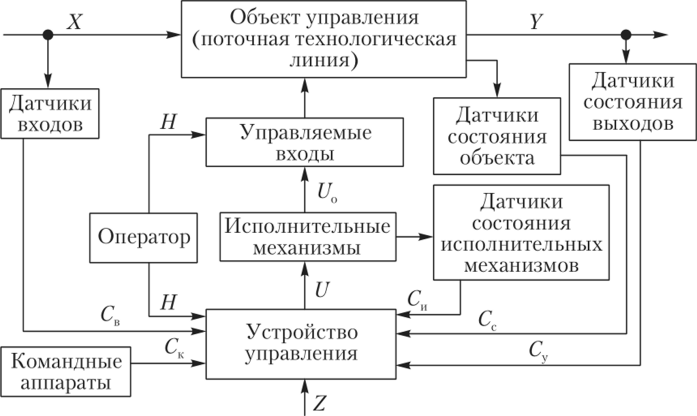 X
Объект управления
(поточная технологическая
линия)
Y
Датчики
входов
H
Управляемые
входы
Датчики
состояния
объекта
Датчики
состояния
выходов
Uо
Оператор
Исполнительные
механизмы
Датчики
состояния
исполнительных
механизмов
H
U
Cи
Cв
Cс
Устройство
управления
Командные
аппараты
Cк
Cу
Z